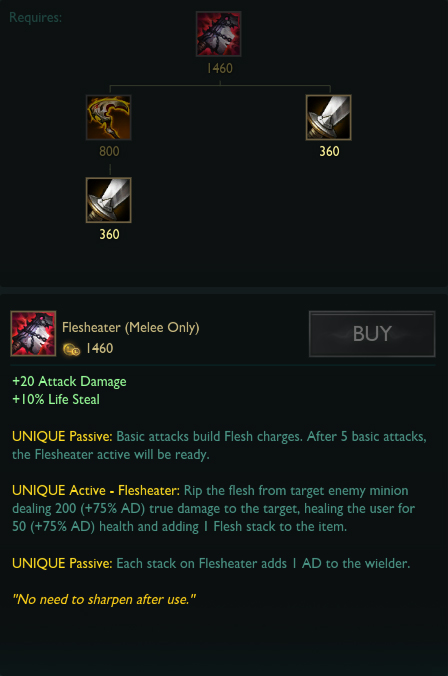 Requires:
1460
800
360
360
Flesheater (Melee Only)
1460
BUY
+20 Attack Damage
+10% Life Steal
UNIQUE Passive: Basic attacks build Flesh charges. After 5 basic attacks,
the Flesheater active will be ready.
UNIQUE Active - Flesheater: Rip the flesh from target enemy minion
dealing 200 (+75% AD) true damage to the target, healing the user for
50 (+75% AD) health and adding 1 Flesh stack to the item.
UNIQUE Passive: Each stack on Flesheater adds 1 AD to the wielder.
"No need to sharpen after use."